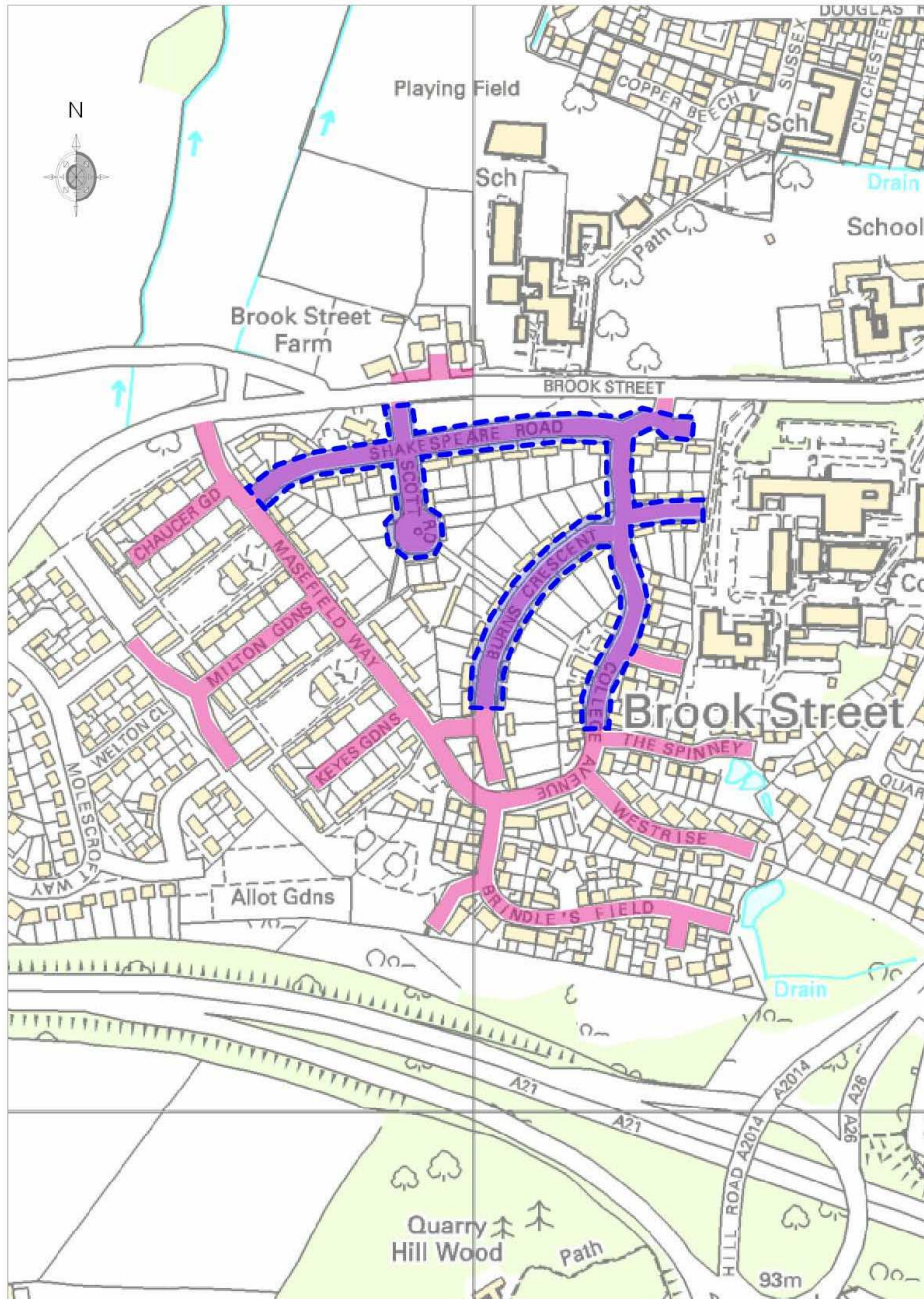 DOUGLAS R
SUSSEX
CHICHESTER
COPPER BEECH V
Playing Field
N
Sch
Sch
Drain
Path
School
Brook Street
Farm
BROOK STREET
SHAKESPEARE ROAD
SCOTT RD
CHAUCER GD
MASEFIELD WAY
BURNS CRESCENT
MILTON GDNS
COLLEGE AVENUE
Brook Street
WELTON CL
KEYES GDNS
THE SPINNEY
MOLESCROFT WAY
QUAR
WESTRISE
Allot Gdns
BRINDLE'S FIELD
Drain
A21
A21
HILL ROAD A2014
A2014
A26
A26
Quarry
Hill Wood
Path
93m